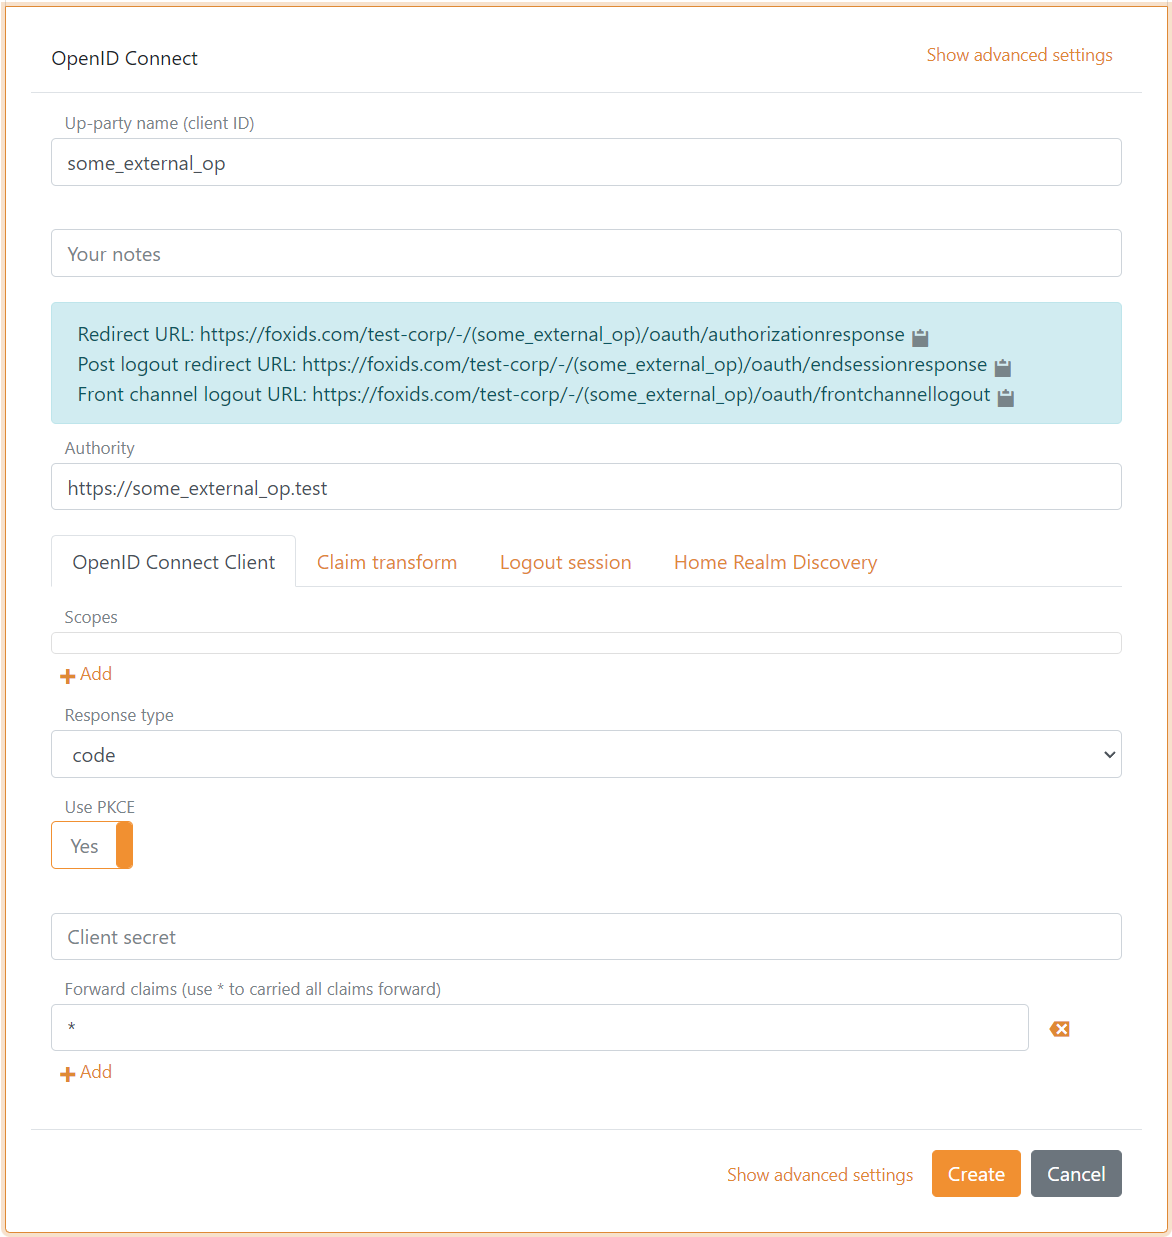 OpenID Connect
Show advanced settings
Up-party name (client ID)
some_external_op
Your notes
Redirect URL: https://foxids.com/test-corp/-/(some_external_op)/oauth/authorizationresponse
Post logout redirect URL: https://foxids.com/test-corp/-/(some_external_op)/oauth/endsessionresponse
Front channel logout URL: https://foxids.com/test-corp/-/(some_external_op)/oauth/frontchannellogout
Authority
https://some_external_op.test
OpenID Connect Client Claim transform Logout session Home Realm Discovery
Scopes
Add
Response type
code
Use PKCE
Yes
Client secret
Forward claims (use * to carried all claims forward)
*
Add
Show advanced settings Create Cancel